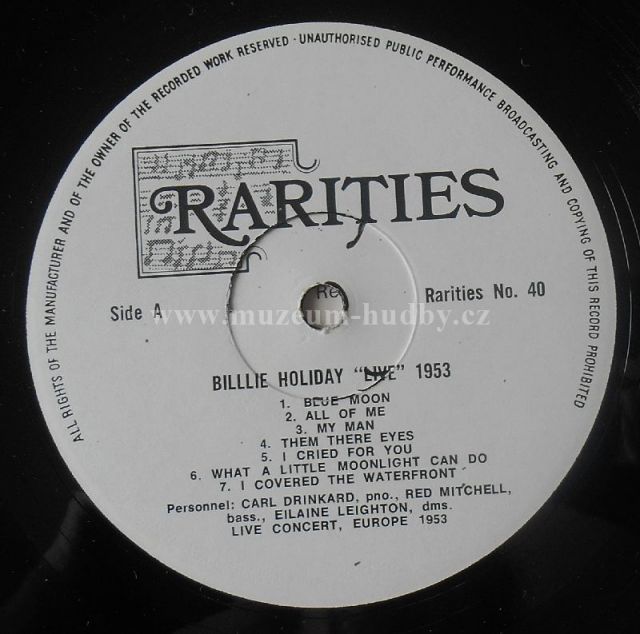 ALL RIGHTS OF THE MANUFACTURER AND OF THE OWNER OF THE RECORDED WORK RESERVED · UNAUTHORISED PUBLIC PERFORMANCE BROADCASTING AND COPYING OF THIS RECORD PROHIBITED
RARITIES
Side A
Rarities No. 40
www.muzeum-hudby.cz
BILLLIE HOLIDAY "LIVE" 1953
1. BLUE MOON
2. ALL OF ME
3. MY MAN
4. THEM THERE EYES
5. I CRIED FOR YOU
6. WHAT A LITTLE MOONLIGHT CAN DO
7. I COVERED THE WATERFRONT
Personnel: CARL DRINKARD, pno., RED MITCHELL,
bass., EILAINE LEIGHTON, dms.
LIVE CONCERT, EUROPE 1953